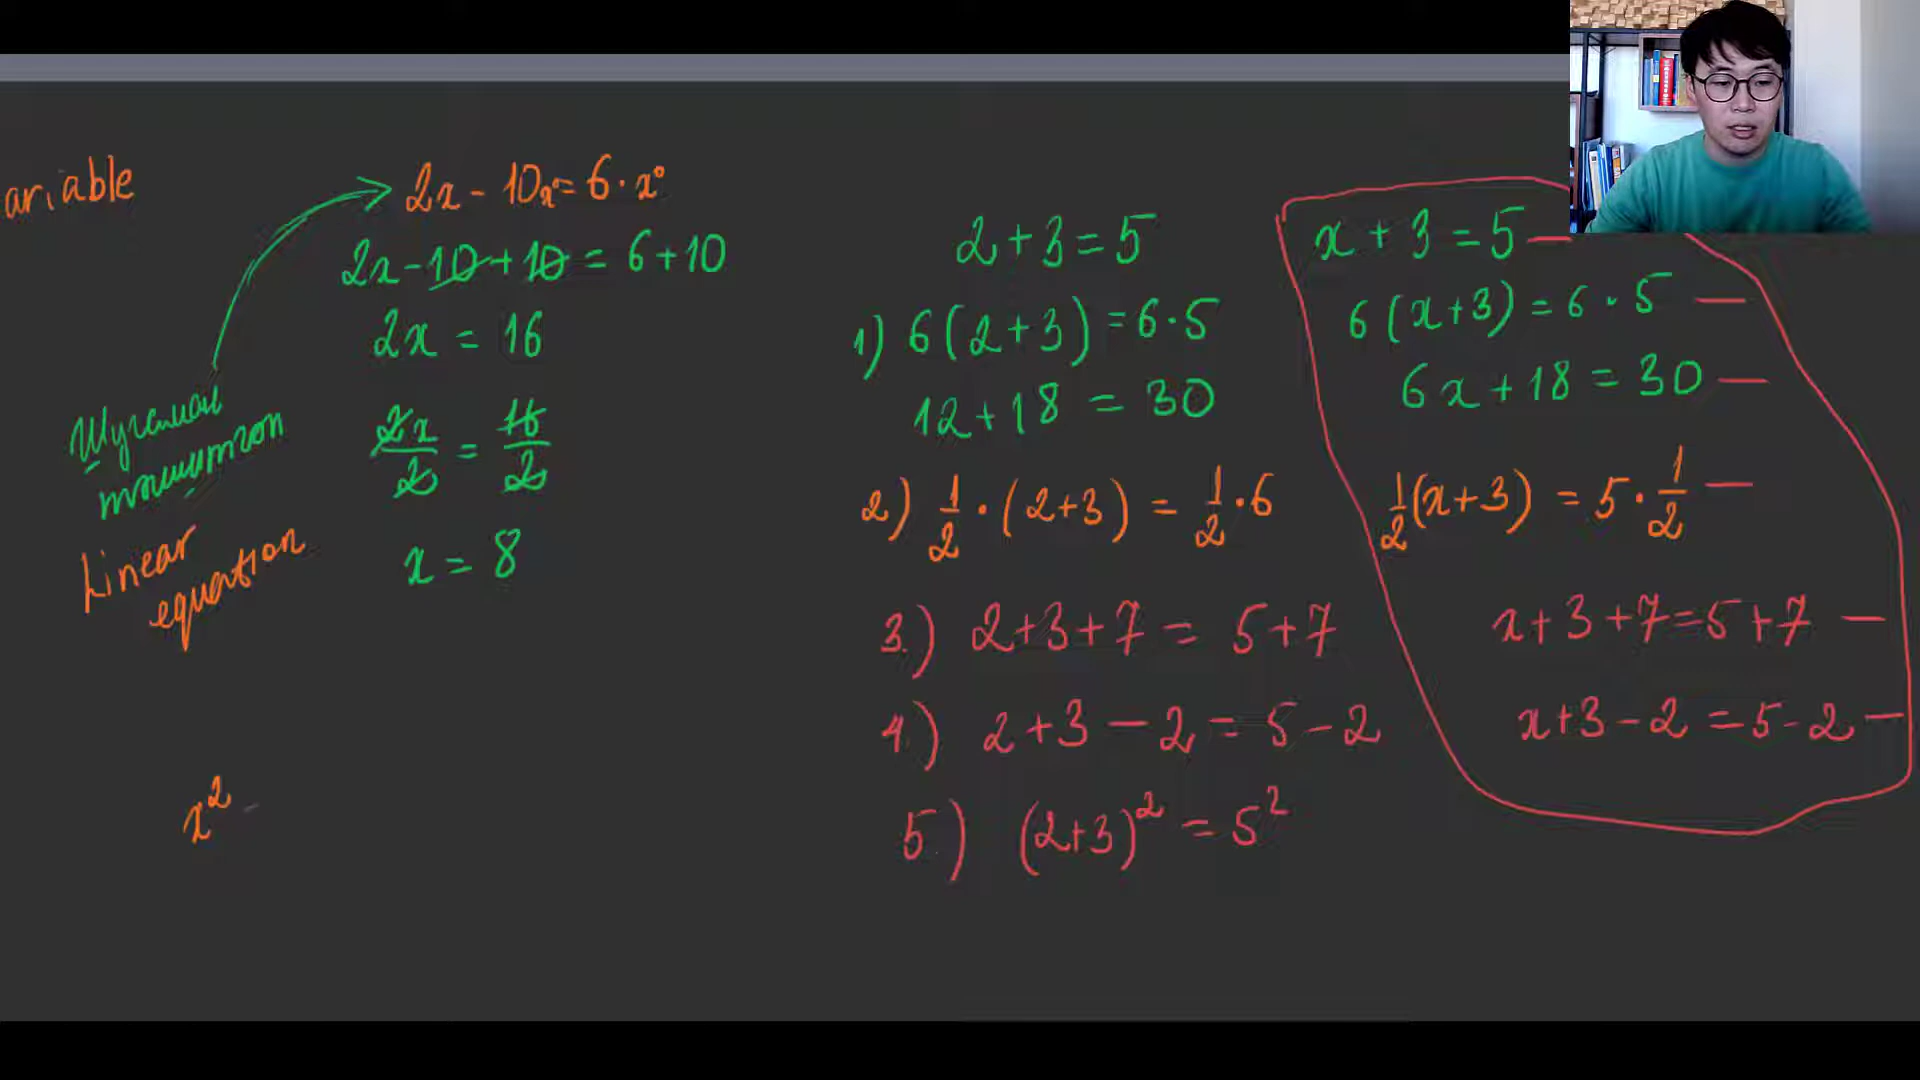 ariable
2x - 10x⁰ = 6 · x⁰
2x - 10 + 10 = 6 + 10
2x = 16
2x/2 = 16/2
x = 8
Шугаман
тэгшитгэл
Linear
equation
x² -
2 + 3 = 5
1) 6(2 + 3) = 6 · 5
12 + 18 = 30
2) 1/2 · (2 + 3) = 1/2 · 6
3.) 2 + 3 + 7 = 5 + 7
4.) 2 + 3 - 2 = 5 - 2
5.) (2 + 3)² = 5²
x + 3 = 5 —
6(x + 3) = 6 · 5 —
6x + 18 = 30 —
1/2(x + 3) = 5 · 1/2 —
x + 3 + 7 = 5 + 7 —
x + 3 - 2 = 5 - 2 —